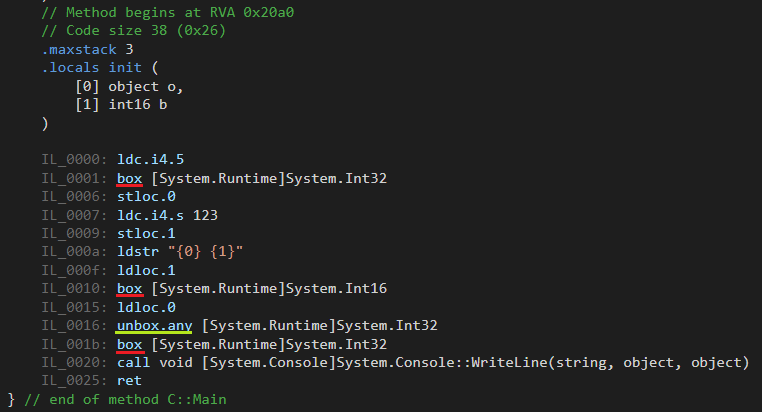 // Method begins at RVA 0x20a0
// Code size 38 (0x26)
.maxstack 3
.locals init (
[0] object o,
[1] int16 b
)
IL_0000: ldc.i4.5
IL_0001: box [System.Runtime]System.Int32
IL_0006: stloc.0
IL_0007: ldc.i4.s 123
IL_0009: stloc.1
IL_000a: ldstr "{0} {1}"
IL_000f: ldloc.1
IL_0010: box [System.Runtime]System.Int16
IL_0015: ldloc.0
IL_0016: unbox.any [System.Runtime]System.Int32
IL_001b: box [System.Runtime]System.Int32
IL_0020: call void [System.Console]System.Console::WriteLine(string, object, object)
IL_0025: ret
} // end of method C::Main